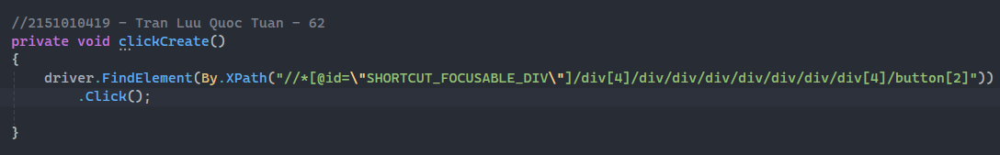 //2151010419 - Tran Luu Quoc Tuan - 62
private void clickCreate()
{
driver.FindElement(By.XPath("//*[@id=\"SHORTCUT_FOCUSABLE_DIV\"]/div[4]/div/div/div/div/div/div/div[4]/button[2]"))
.Click();
}